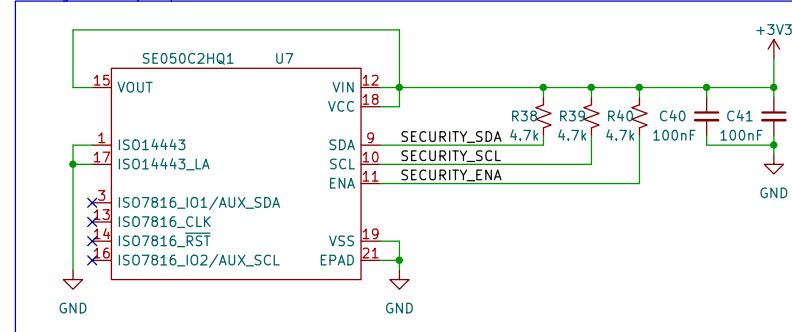 +3V3
SE050C2HQ1 U7
15 VOUT VIN 12
VCC 18
R38 R39 R40 C40 C41
4.7k 4.7k 4.7k 100nF 100nF
1 ISO14443 SDA 9 SECURITY_SDA
17 ISO14443_LA SCL 10 SECURITY_SCL
ENA 11 SECURITY_ENA
3 ISO7816_IO1/AUX_SDA
13 ISO7816_CLK
14 ISO7816_RST VSS 19
16 ISO7816_IO2/AUX_SCL EPAD 21
GND
GND
GND